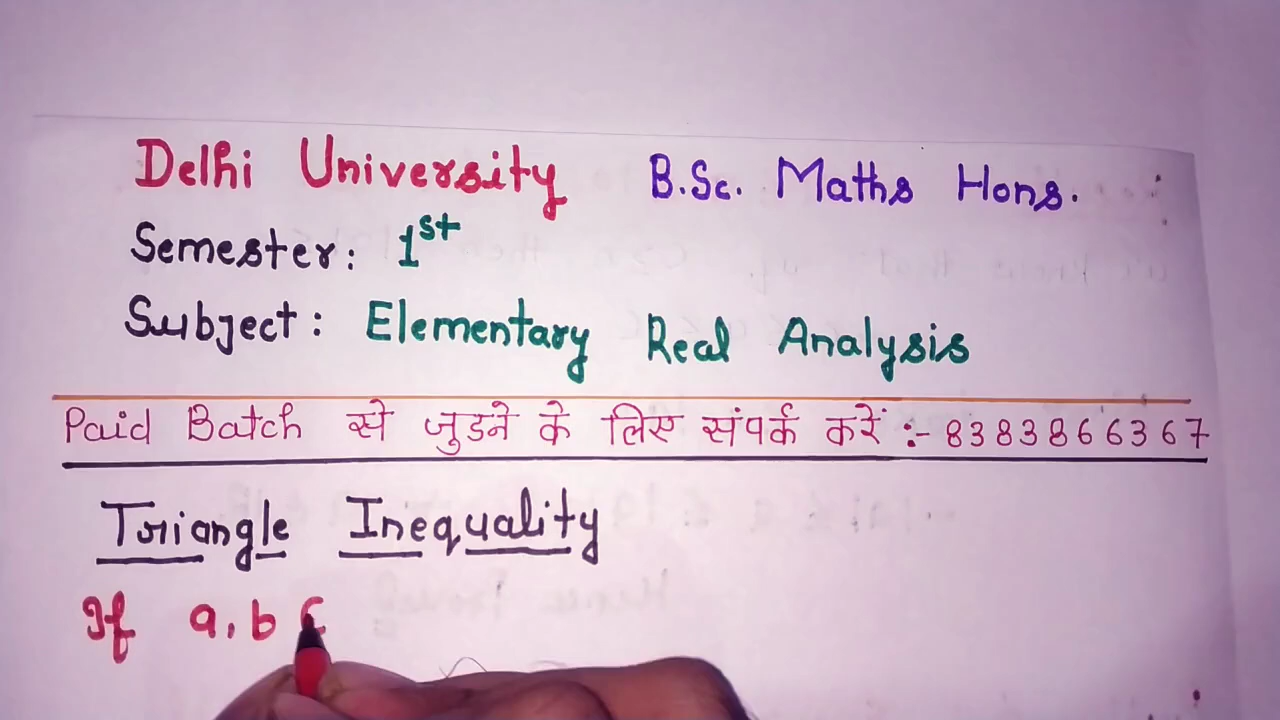 Delhi University B.Sc. Maths Hons.
Semester: 1st
Subject: Elementary Real Analysis
Paid Batch से जुडने के लिए संपर्क करें :- 8383866367
Triangle Inequality
If a, b